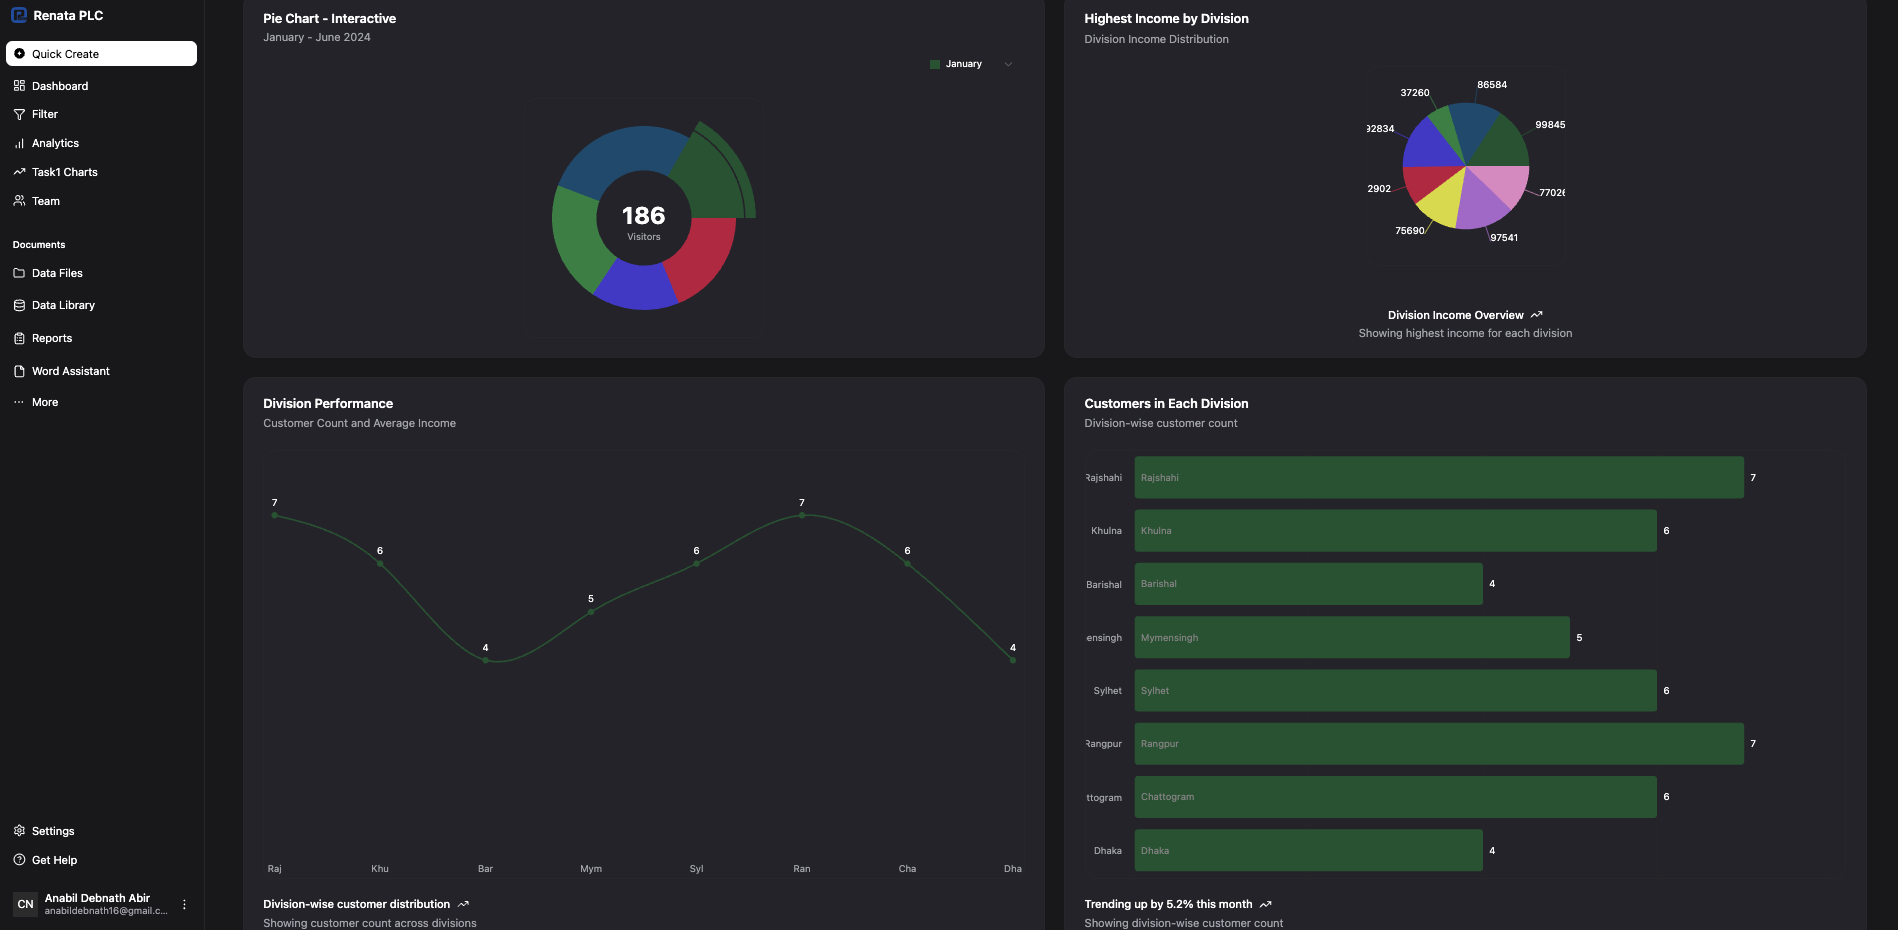 Renata PLC
Quick Create
Dashboard
Filter
Analytics
Task1 Charts
Team
Documents
Data Files
Data Library
Reports
Word Assistant
More
Settings
Get Help
CN
Anabil Debnath Abir
anabildebnath16@gmail.c...
Pie Chart - Interactive
January - June 2024
January
186
Visitors
Highest Income by Division
Division Income Distribution
86584
37260
99845
92834
2902
77026
75690
97541
Division Income Overview
Showing highest income for each division
Division Performance
Customer Count and Average Income
7
6
4
5
6
7
6
4
Raj
Khu
Bar
Mym
Syl
Ran
Cha
Dha
Division-wise customer distribution
Showing customer count across divisions
Customers in Each Division
Division-wise customer count
Rajshahi Rajshahi 7
Khulna Khulna 6
Barishal Barishal 4
ensingh Mymensingh 5
Sylhet Sylhet 6
Rangpur Rangpur 7
ttogram Chattogram 6
Dhaka Dhaka 4
Trending up by 5.2% this month
Showing division-wise customer count